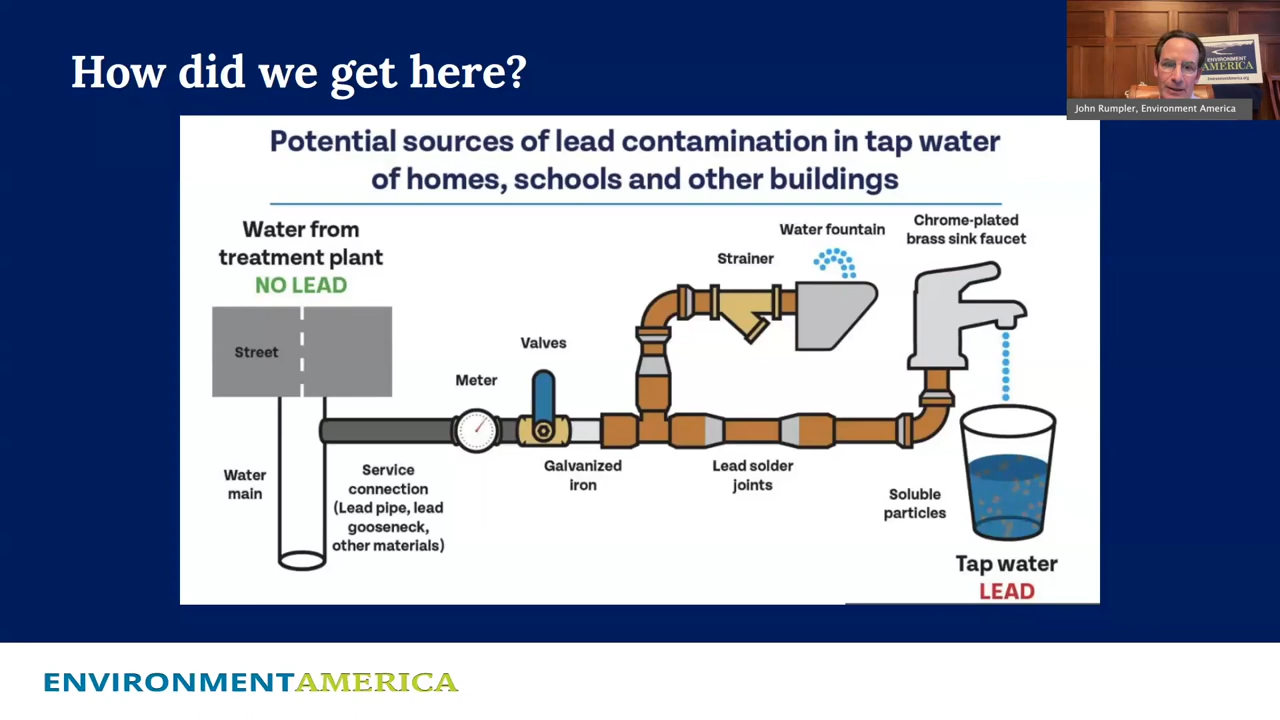 How did we get here?
ENVIRONMENT
AMERICA
John Rumpler, Environment America
Potential sources of lead contamination in tap water
of homes, schools and other buildings
Water from
treatment plant
NO LEAD
Street
Water
main
Service
connection
(Lead pipe, lead
gooseneck,
other materials)
Meter
Valves
Galvanized
iron
Lead solder
joints
Strainer
Water fountain
Chrome-plated
brass sink faucet
Soluble
particles
Tap water
LEAD
ENVIRONMENTAMERICA